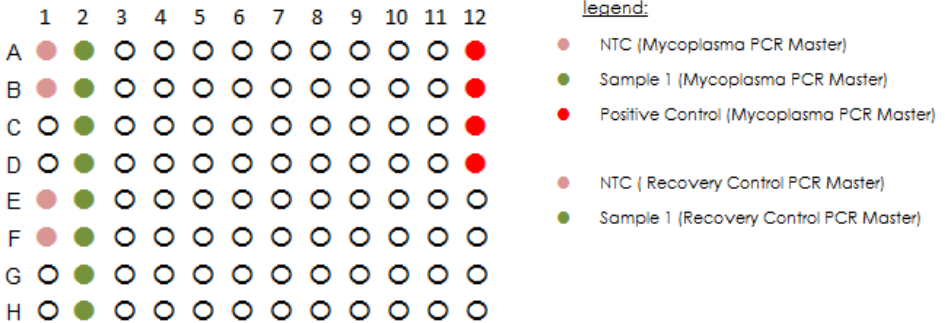 legend:
1 2 3 4 5 6 7 8 9 10 11 12
A
B
C
D
E
F
G
H
NTC (Mycoplasma PCR Master)
Sample 1 (Mycoplasma PCR Master)
Positive Control (Mycoplasma PCR Master)
NTC ( Recovery Control PCR Master)
Sample 1 (Recovery Control PCR Master)